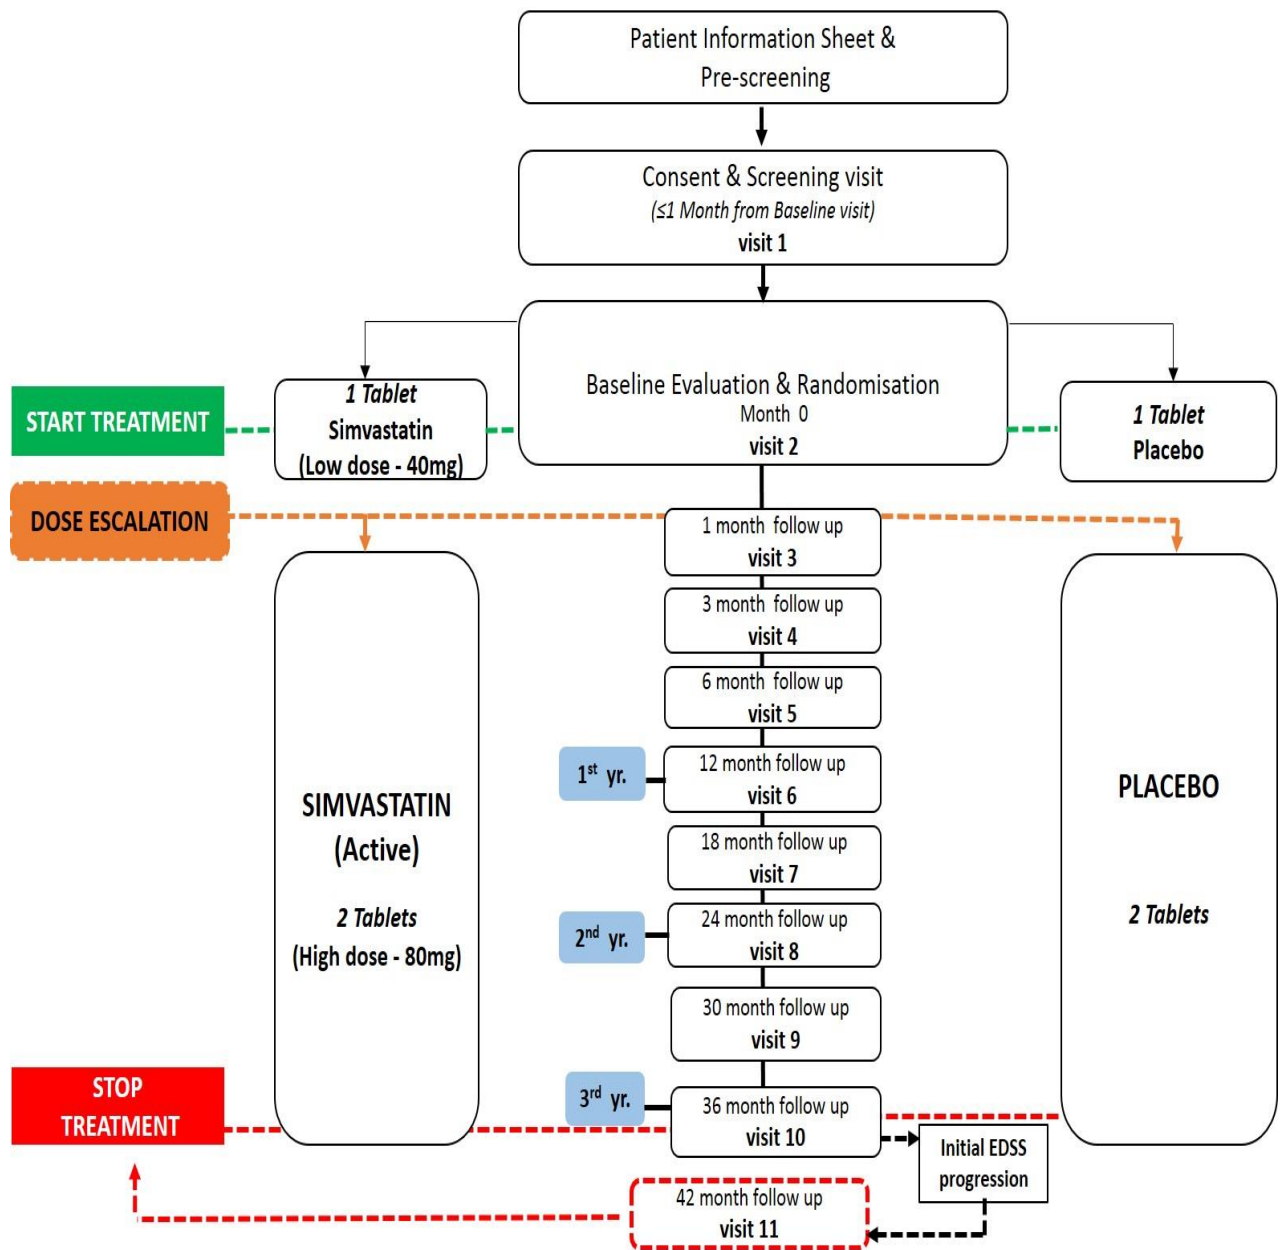 Patient Information Sheet &
Pre-screening
Consent & Screening visit
(≤1 Month from Baseline visit)
visit 1
Baseline Evaluation & Randomisation
Month 0
visit 2
START TREATMENT
1 Tablet
Simvastatin
(Low dose - 40mg)
1 Tablet
Placebo
DOSE ESCALATION
1 month follow up
visit 3
3 month follow up
visit 4
6 month follow up
visit 5
1st yr.
12 month follow up
visit 6
18 month follow up
visit 7
2nd yr.
24 month follow up
visit 8
30 month follow up
visit 9
3rd yr.
36 month follow up
visit 10
SIMVASTATIN
(Active)
2 Tablets
(High dose - 80mg)
PLACEBO
2 Tablets
STOP
TREATMENT
Initial EDSS
progression
42 month follow up
visit 11